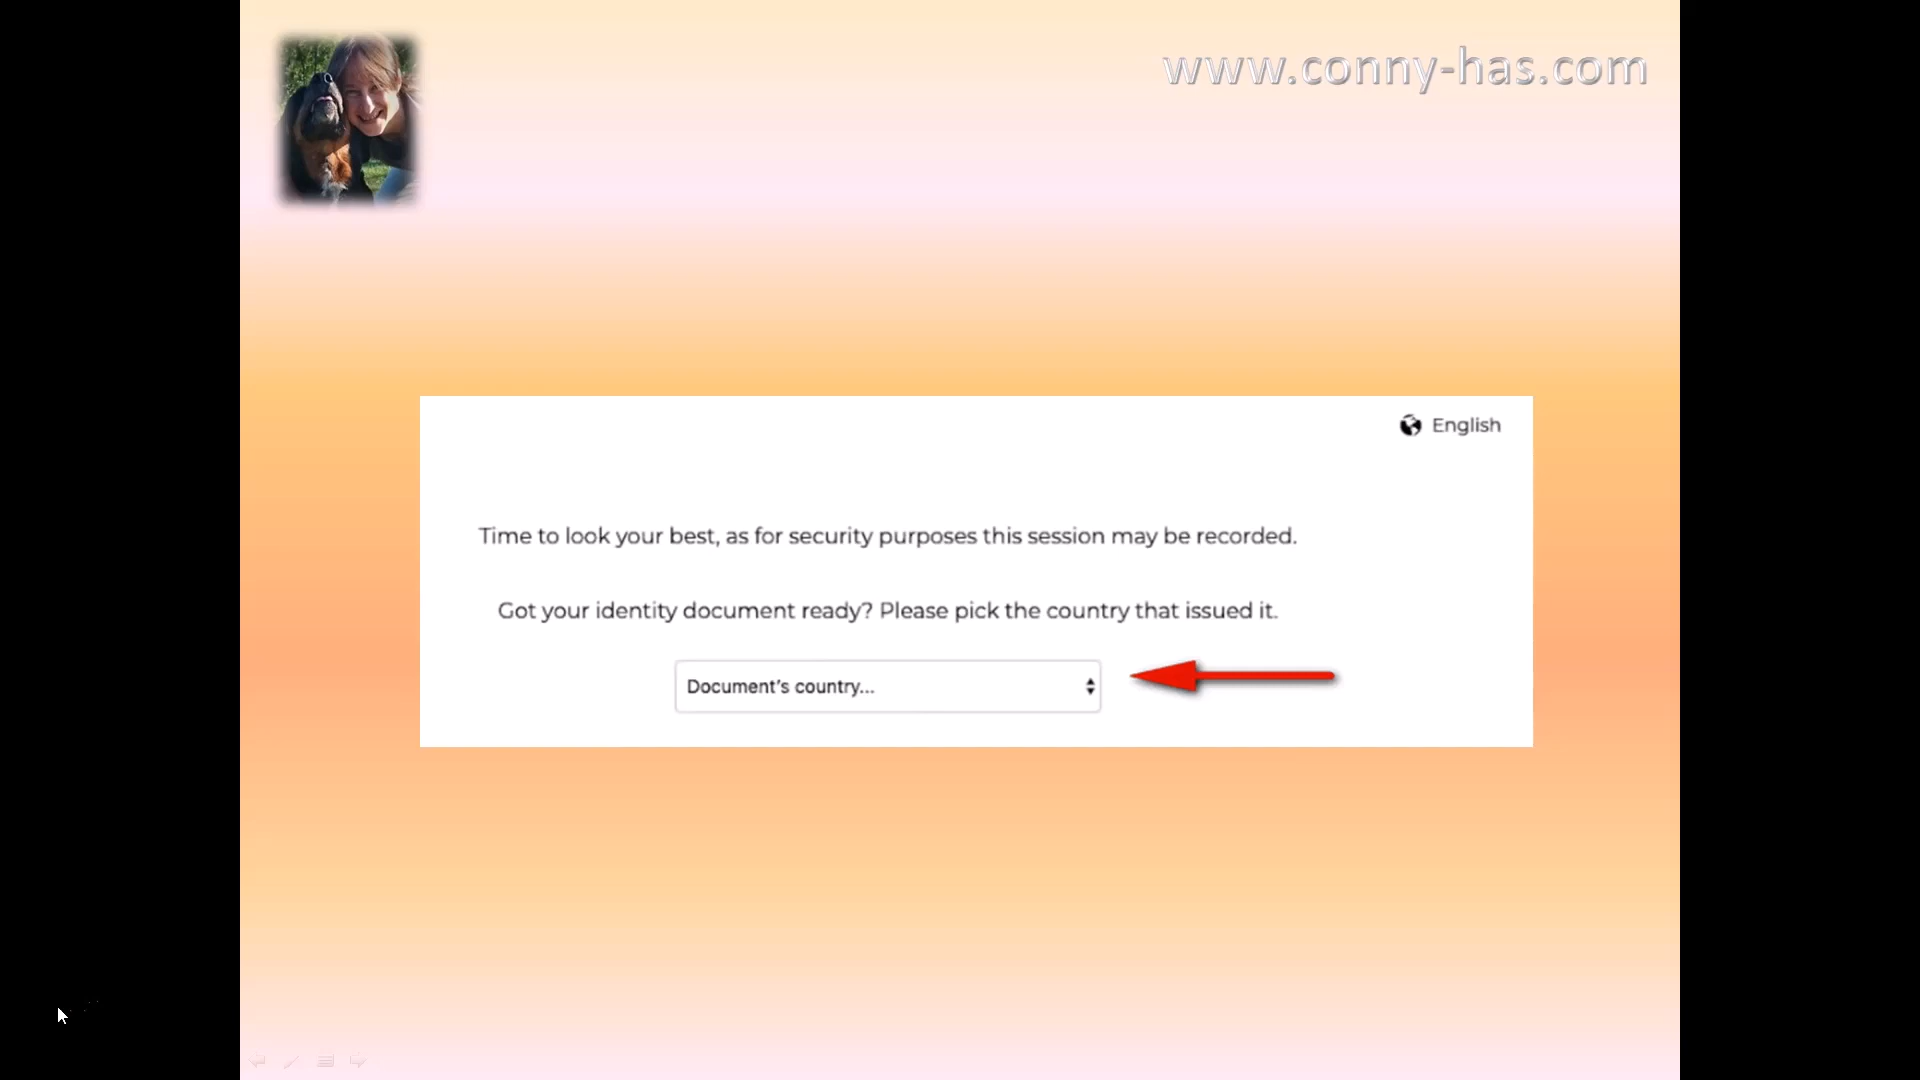 www.conny-has.com
English
Time to look your best, as for security purposes this session may be recorded.
Got your identity document ready? Please pick the country that issued it.
Document's country...